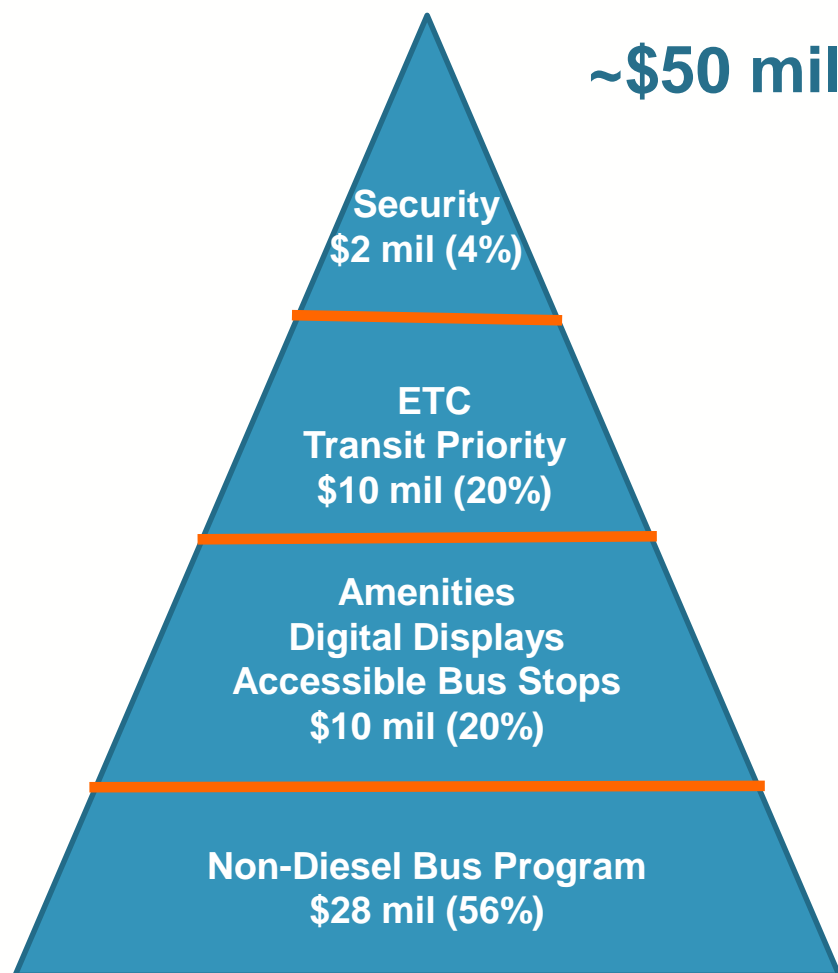 ~$50 mil
Security
$2 mil (4%)
ETC
Transit Priority
$10 mil (20%)
Amenities
Digital Displays
Accessible Bus Stops
$10 mil (20%)
Non-Diesel Bus Program
$28 mil (56%)